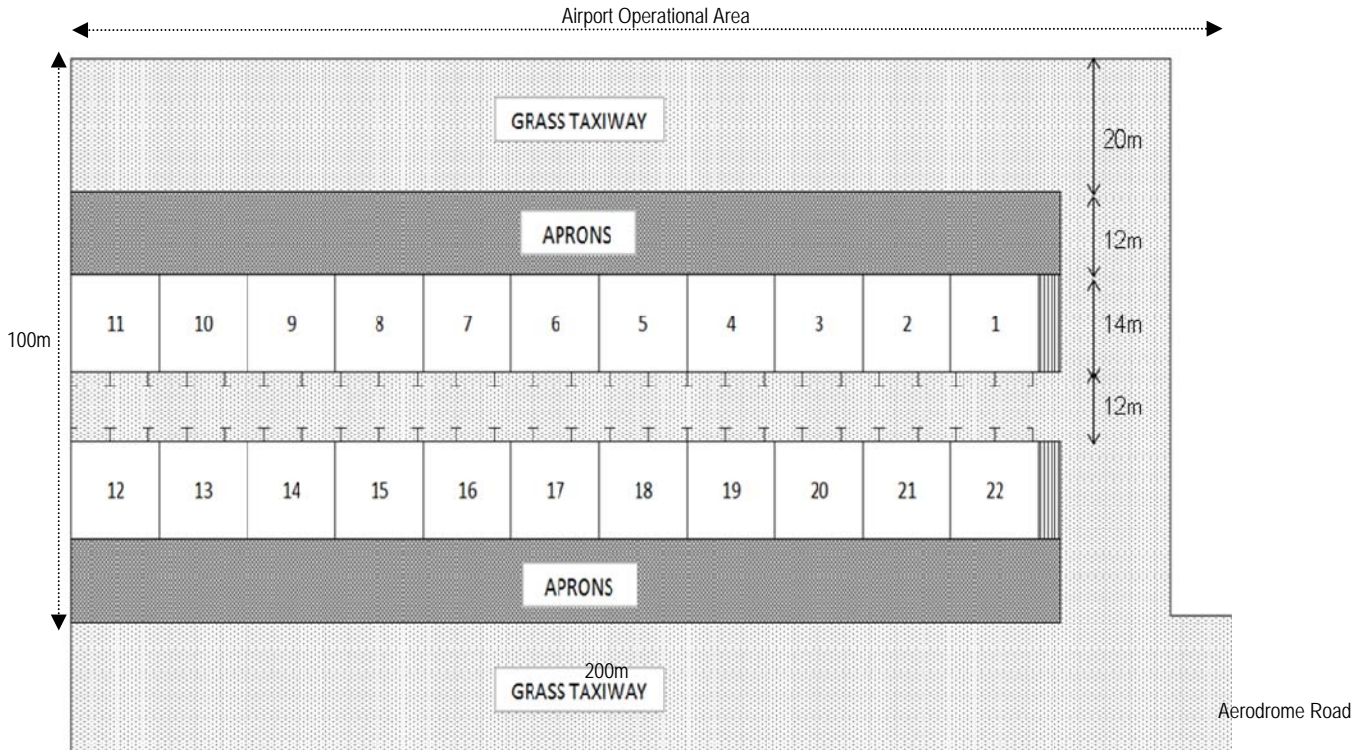 Airport Operational Area
GRASS TAXIWAY
20m
APRONS
12m
11 10 9 8 7 6 5 4 3 2 1
14m
100m
12m
12 13 14 15 16 17 18 19 20 21 22
APRONS
200m
GRASS TAXIWAY
Aerodrome Road